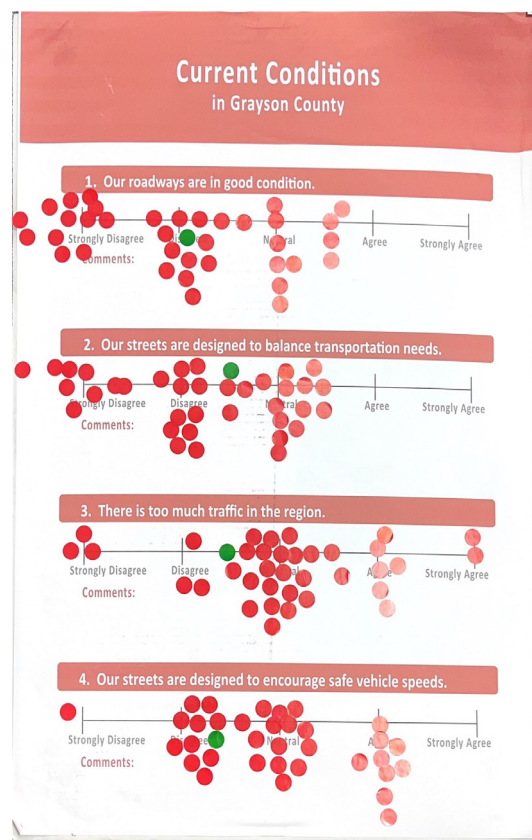 Current Conditions
in Grayson County
1. Our roadways are in good condition.
Strongly Disagree Agree Strongly Agree
Comments:
2. Our streets are designed to balance transportation needs.
Strongly Disagree Disagree Neutral Agree Strongly Agree
Comments:
3. There is too much traffic in the region.
Strongly Disagree Disagree Agree Strongly Agree
Comments:
4. Our streets are designed to encourage safe vehicle speeds.
Strongly Disagree Neutral Strongly Agree
Comments: